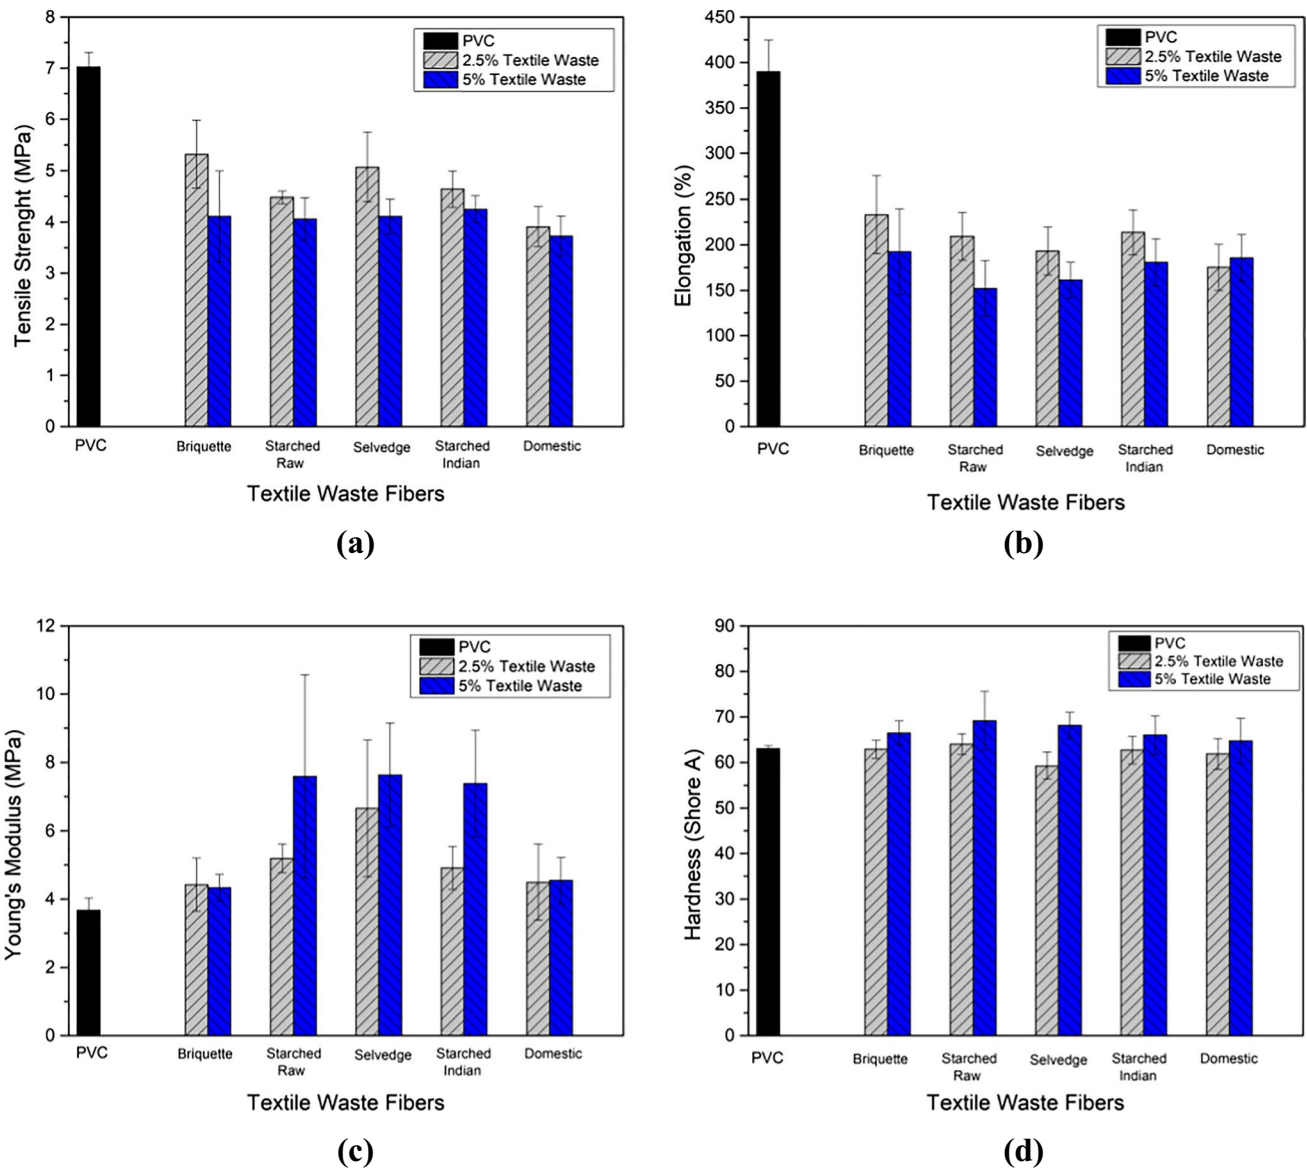 8
7
6
5
4
3
2
1
0
Tensile Strenght (MPa)
PVC
2.5% Textile Waste
5% Textile Waste
PVC
Briquette
Starched
Raw
Selvedge
Starched
Indian
Domestic
Textile Waste Fibers
(a)
450
400
350
300
250
200
150
100
50
0
Elongation (%)
PVC
2.5% Textile Waste
5% Textile Waste
PVC
Briquette
Starched
Raw
Selvedge
Starched
Indian
Domestic
Textile Waste Fibers
(b)
12
10
8
6
4
2
0
Young's Modulus (MPa)
PVC
2.5% Textile Waste
5% Textile Waste
PVC
Briquette
Starched
Raw
Selvedge
Starched
Indian
Domestic
Textile Waste Fibers
(c)
90
80
70
60
50
40
30
20
10
0
Hardness (Shore A)
PVC
2.5% Textile Waste
5% Textile Waste
PVC
Briquette
Starched
Raw
Selvedge
Starched
Indian
Domestic
Textile Waste Fibers
(d)